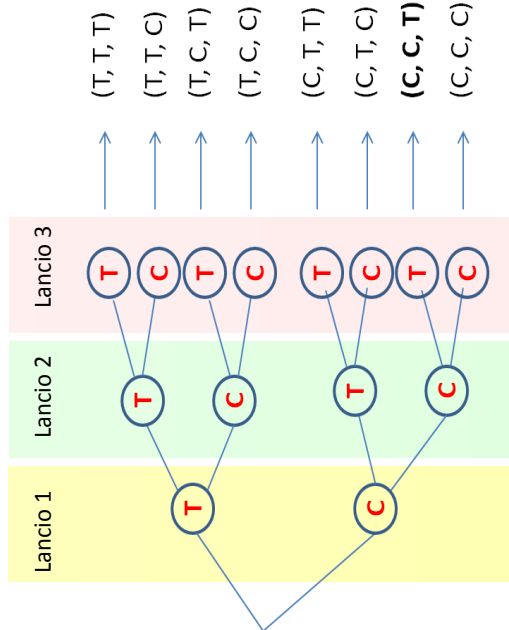 Lancio 1
Lancio 2
Lancio 3
T
C
T
C
T
C
T
C
T
C
T
C
T
C
(T, T, T)
(T, T, C)
(T, C, T)
(T, C, C)
(C, T, T)
(C, T, C)
(C, C, T)
(C, C, C)